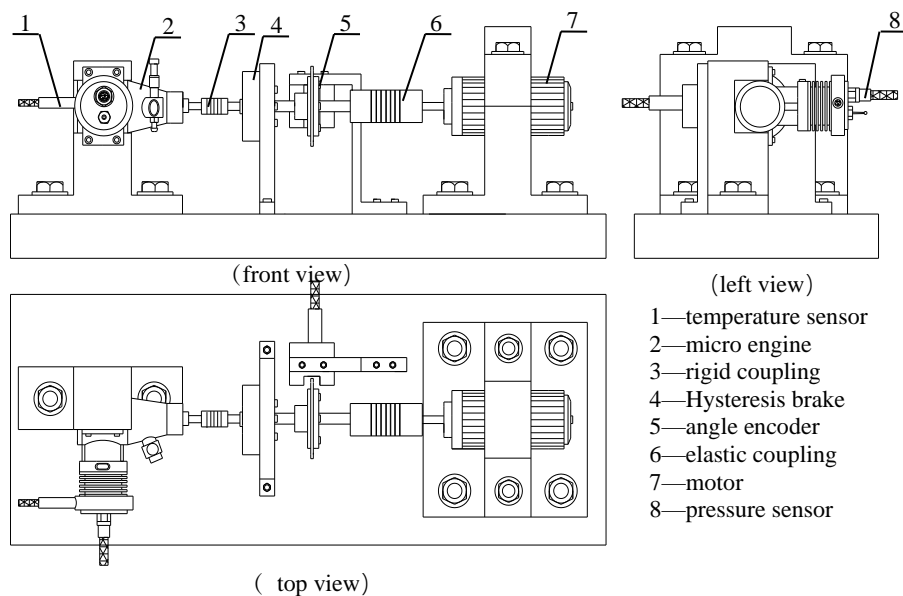 1 2 3 4 5 6 7 8
(front view)
(left view)
1—temperature sensor
2—micro engine
3—rigid coupling
4—Hysteresis brake
5—angle encoder
6—elastic coupling
7—motor
8—pressure sensor
( top view)